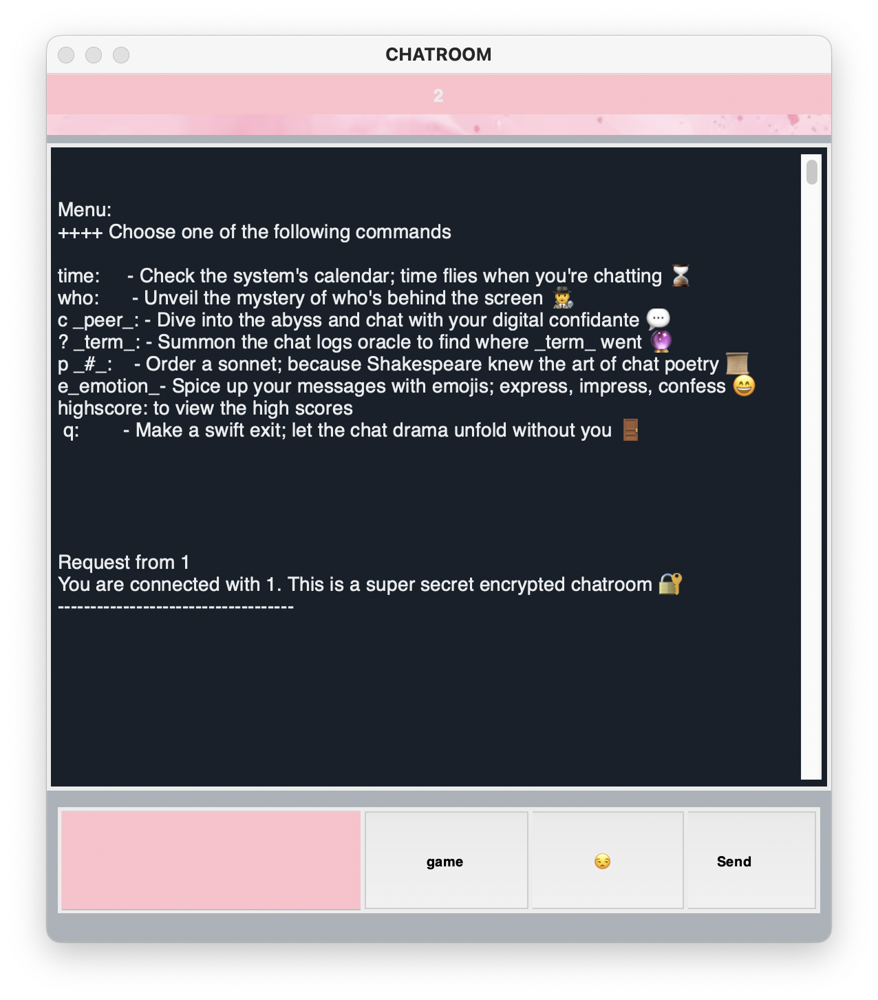 CHATROOM
2
Menu:
++++ Choose one of the following commands
time:     - Check the system's calendar; time flies when you're chatting ⏳
who:      - Unveil the mystery of who's behind the screen 🕵️
c _peer_: - Dive into the abyss and chat with your digital confidante 💬
? _term_: - Summon the chat logs oracle to find where _term_ went 🔮
p _#_:    - Order a sonnet; because Shakespeare knew the art of chat poetry 📜
e_emotion_- Spice up your messages with emojis; express, impress, confess 😄
highscore: to view the high scores
q:        - Make a swift exit; let the chat drama unfold without you 🚪
Request from 1
You are connected with 1. This is a super secret encrypted chatroom 🔐
-----------------------------------
game
😒
Send